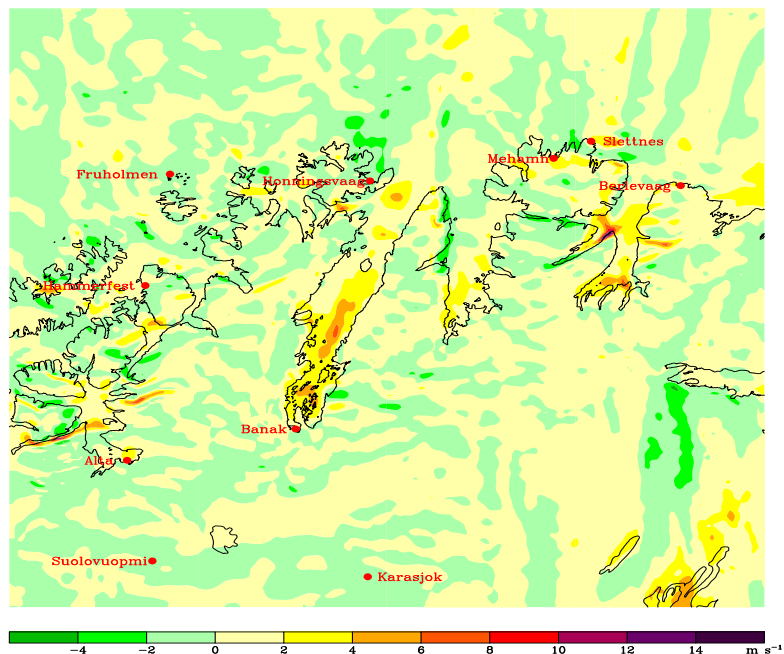 Slettnes
Mehamn
Fruholmen
Honningsvaag
Berlevaag
Hammerfest
Banak
Alta
Suolovuopmi
Karasjok
-4 -2 0 2 4 6 8 10 12 14 m s⁻¹